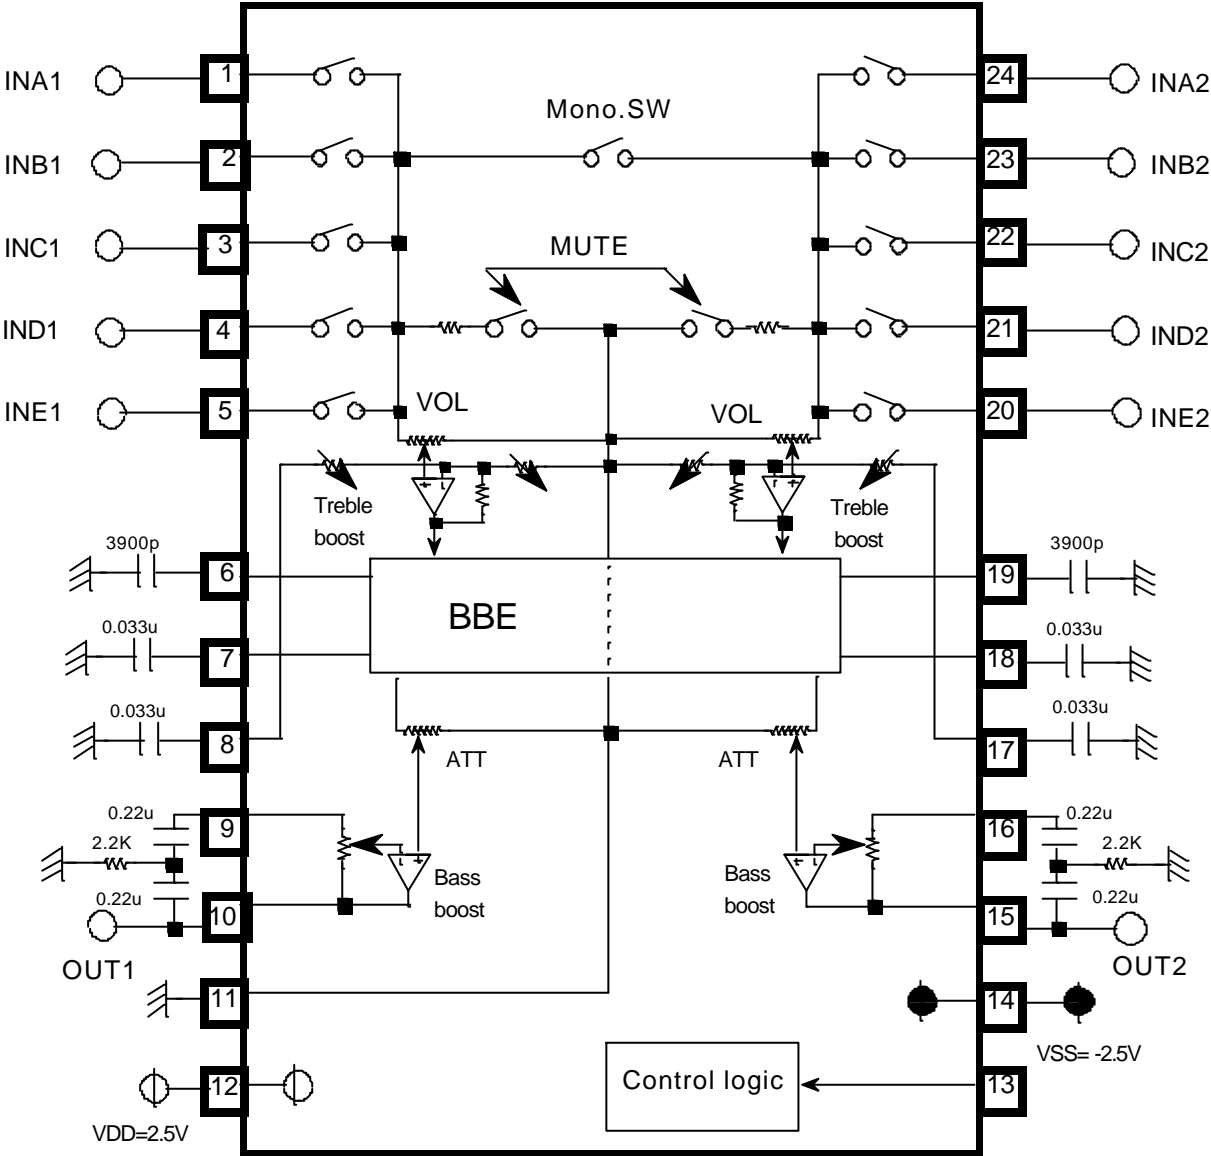 INA1
1
24
INA2
Mono.SW
INB1
2
23
INB2
INC1
3
MUTE
22
INC2
IND1
4
21
IND2
INE1
5
VOL
VOL
20
INE2
Treble
boost
Treble
boost
3900p
6
BBE
19
3900p
0.033u
7
18
0.033u
0.033u
8
ATT
ATT
17
0.033u
0.22u
9
16
0.22u
2.2K
2.2K
Bass
boost
Bass
boost
0.22u
10
15
0.22u
OUT1
OUT2
11
14
VSS= -2.5V
12
Control logic
13
VDD=2.5V